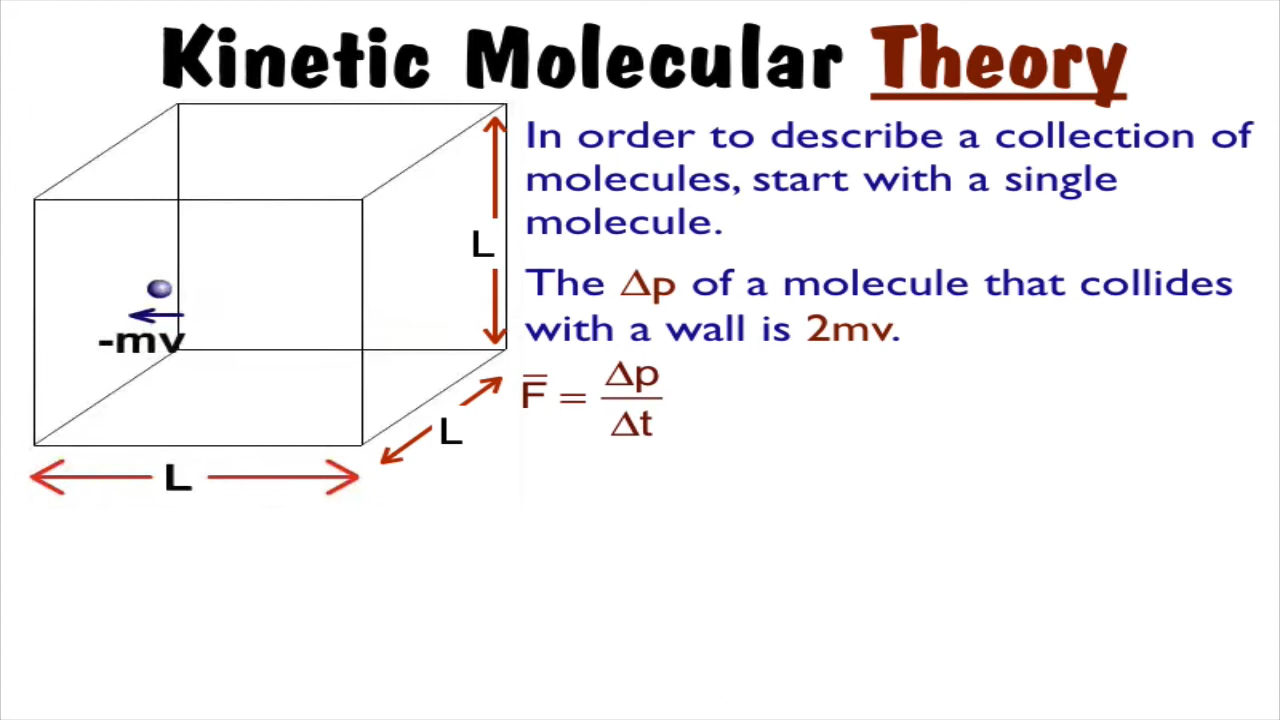 Kinetic Molecular Theory
In order to describe a collection of
molecules, start with a single
molecule.
The Δp of a molecule that collides
with a wall is 2mv.
F̅ = Δp
Δt
L
-mv
L
L